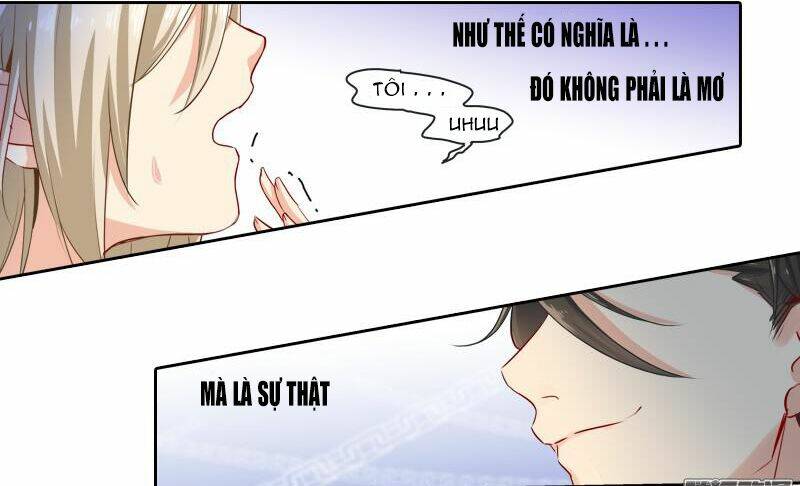 NHƯ THẾ CÓ NGHĨA LÀ . . .
ĐÓ KHÔNG PHẢI LÀ MƠ
TÔI . . .
UHUU
MÀ LÀ SỰ THẬT